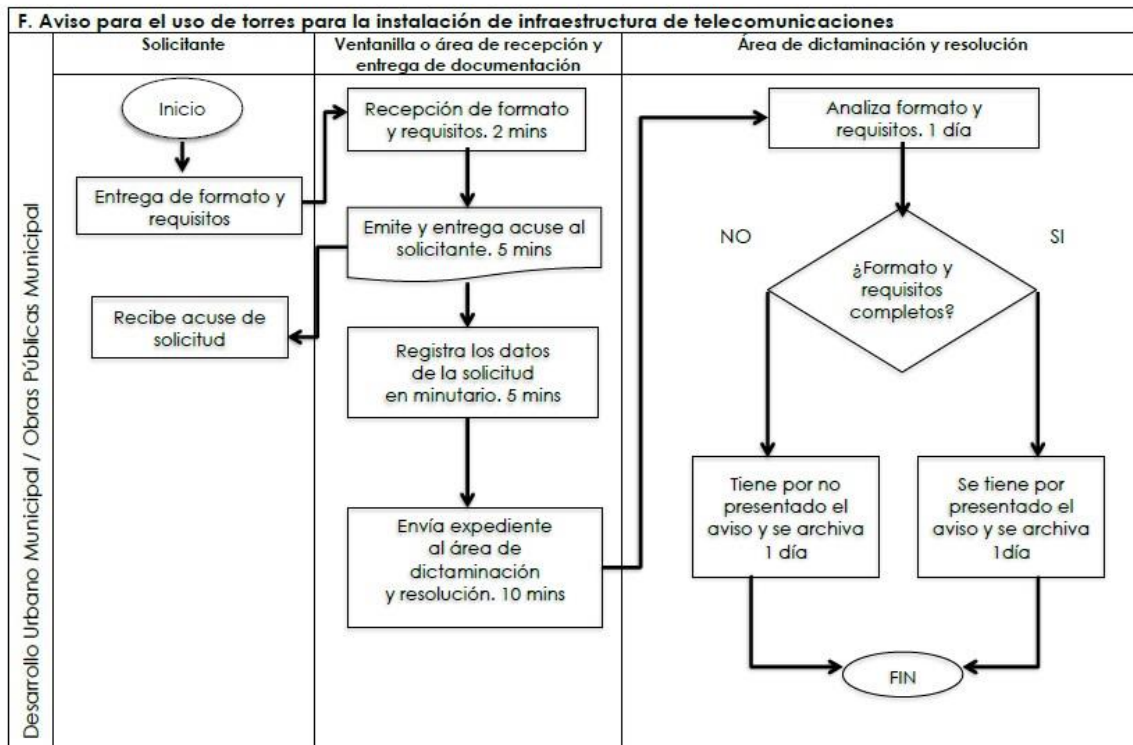 F. Aviso para el uso de torres para la instalación de infraestructura de telecomunicaciones
Desarrollo Urbano Municipal / Obras Públicas Municipal
Solicitante
Ventanilla o área de recepción y
entrega de documentación
Área de dictaminación y resolución
Inicio
Entrega de formato y
requisitos
Recibe acuse de
solicitud
Recepción de formato
y requisitos. 2 mins
Emite y entrega acuse al
solicitante. 5 mins
Registra los datos
de la solicitud
en minutario. 5 mins
Envía expediente
al área de
dictaminación
y resolución. 10 mins
Analiza formato y
requisitos. 1 día
NO
SI
¿Formato y
requisitos
completos?
Tiene por no
presentado el
aviso y se archiva
1 día
Se tiene por
presentado el
aviso y se archiva
1día
FIN